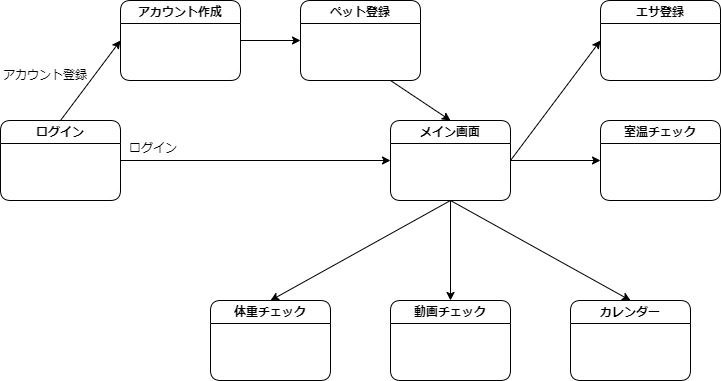 アカウント作成
ペット登録
エサ登録
アカウント登録
ログイン
ログイン
メイン画面
室温チェック
体重チェック
動画チェック
カレンダー